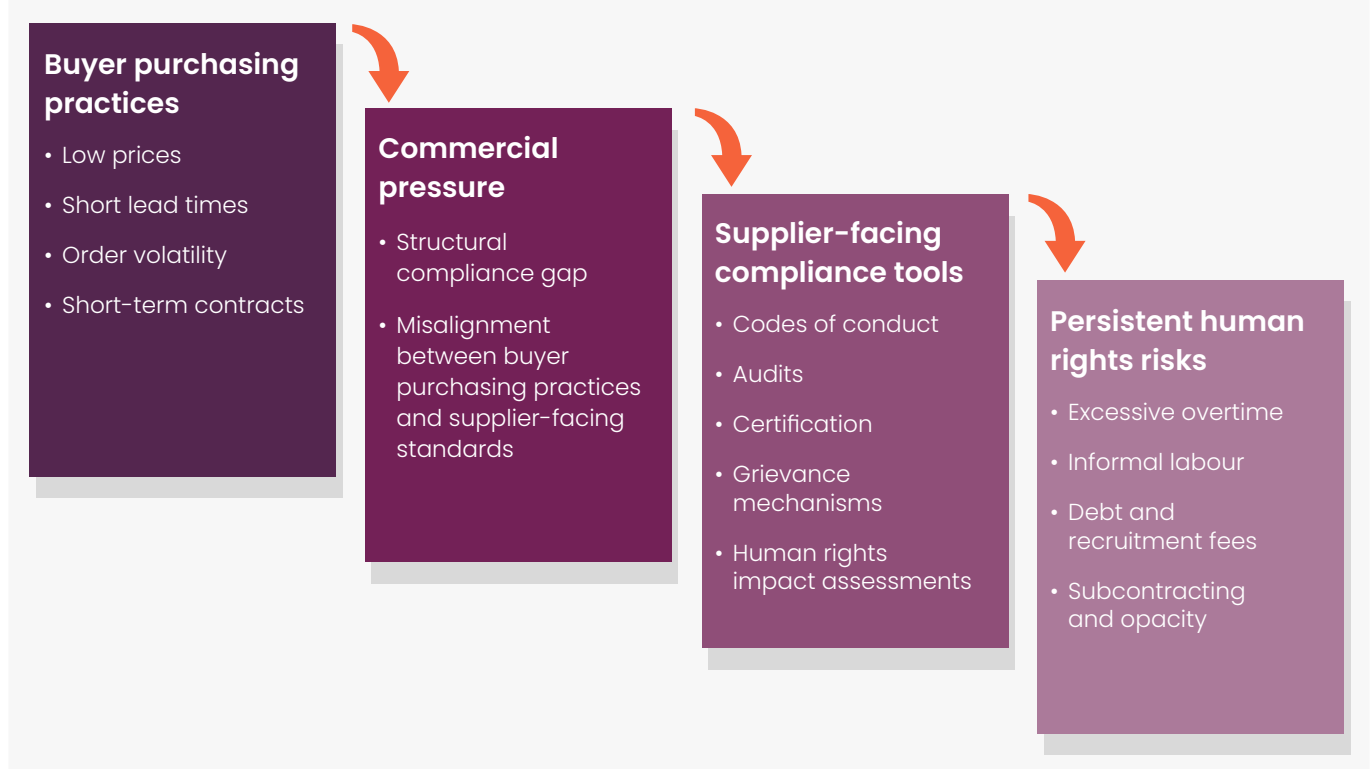 Buyer purchasing
practices
• Low prices
• Short lead times
• Order volatility
• Short-term contracts
Commercial
pressure
• Structural
compliance gap
• Misalignment
between buyer
purchasing practices
and supplier-facing
standards
Supplier-facing
compliance tools
• Codes of conduct
• Audits
• Certification
• Grievance
mechanisms
• Human rights
impact assessments
Persistent human
rights risks
• Excessive overtime
• Informal labour
• Debt and
recruitment fees
• Subcontracting
and opacity